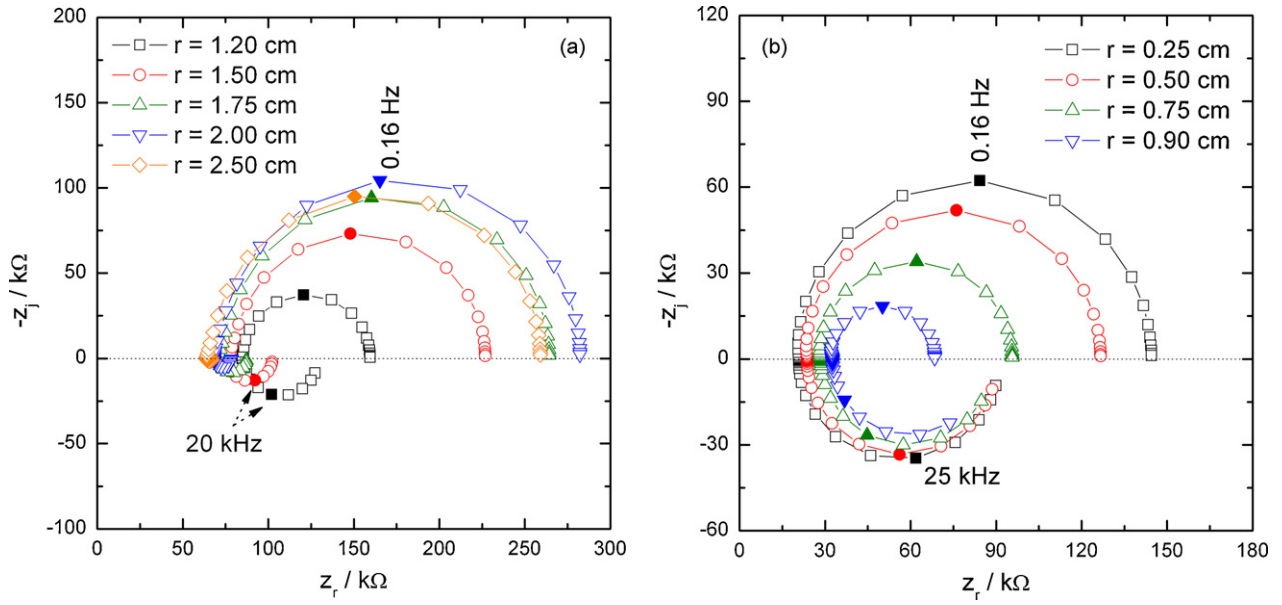 (a)
r = 1.20 cm
r = 1.50 cm
r = 1.75 cm
r = 2.00 cm
r = 2.50 cm
0.16 Hz
20 kHz
200
150
100
50
0
-50
-100
0 50 100 150 200 250 300
-z_j / kΩ
z_r / kΩ
(b)
r = 0.25 cm
r = 0.50 cm
r = 0.75 cm
r = 0.90 cm
0.16 Hz
25 kHz
120
90
60
30
0
-30
-60
0 30 60 90 120 150 180
-z_j / kΩ
z_r / kΩ